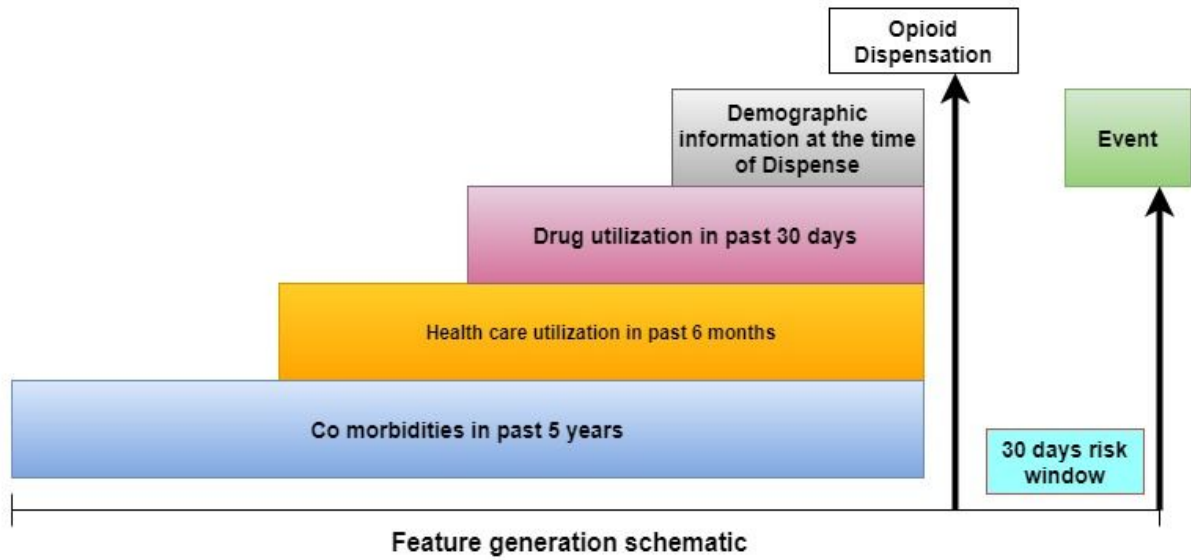 Opioid
Dispensation
Demographic
information at the time
of Dispense
Event
Drug utilization in past 30 days
Health care utilization in past 6 months
Co morbidities in past 5 years
30 days risk
window
Feature generation schematic